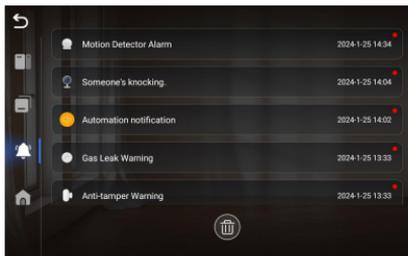 Motion Detector Alarm 2024-1-25 14:34
Someone's knocking. 2024-1-25 14:04
Automation notification 2024-1-25 14:02
Gas Leak Warning 2024-1-25 13:33
Anti-tamper Warning 2024-1-25 13:33